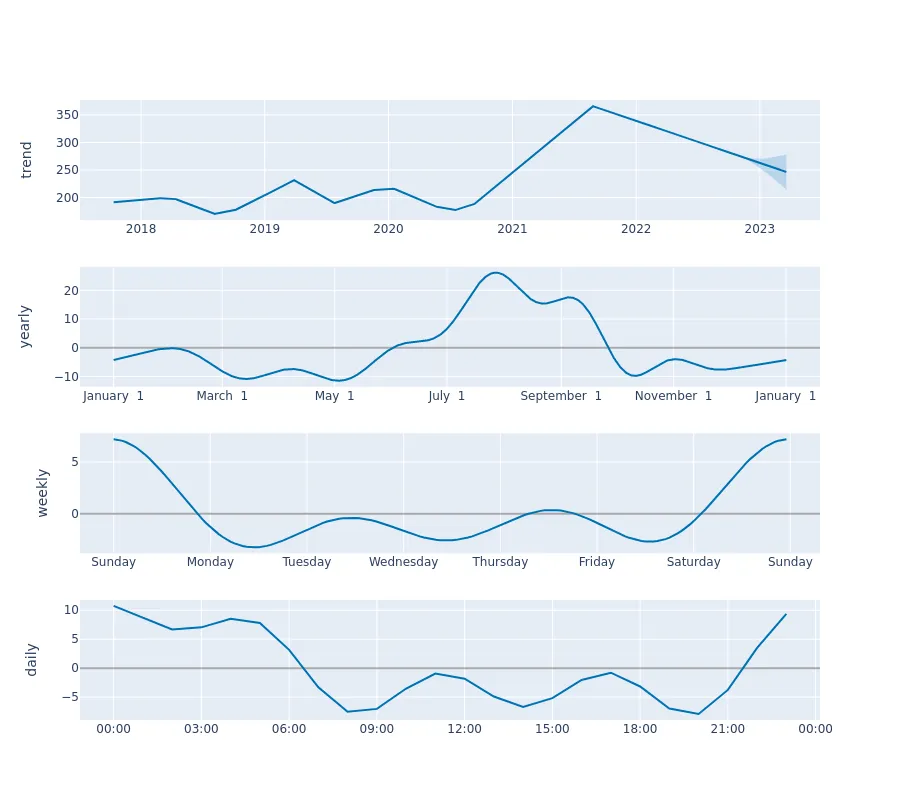 trend
350
300
250
200
2018 2019 2020 2021 2022 2023
yearly
20
10
0
−10
January 1 March 1 May 1 July 1 September 1 November 1 January 1
weekly
5
0
Sunday Monday Tuesday Wednesday Thursday Friday Saturday Sunday
daily
10
5
0
−5
00:00 03:00 06:00 09:00 12:00 15:00 18:00 21:00 00:00